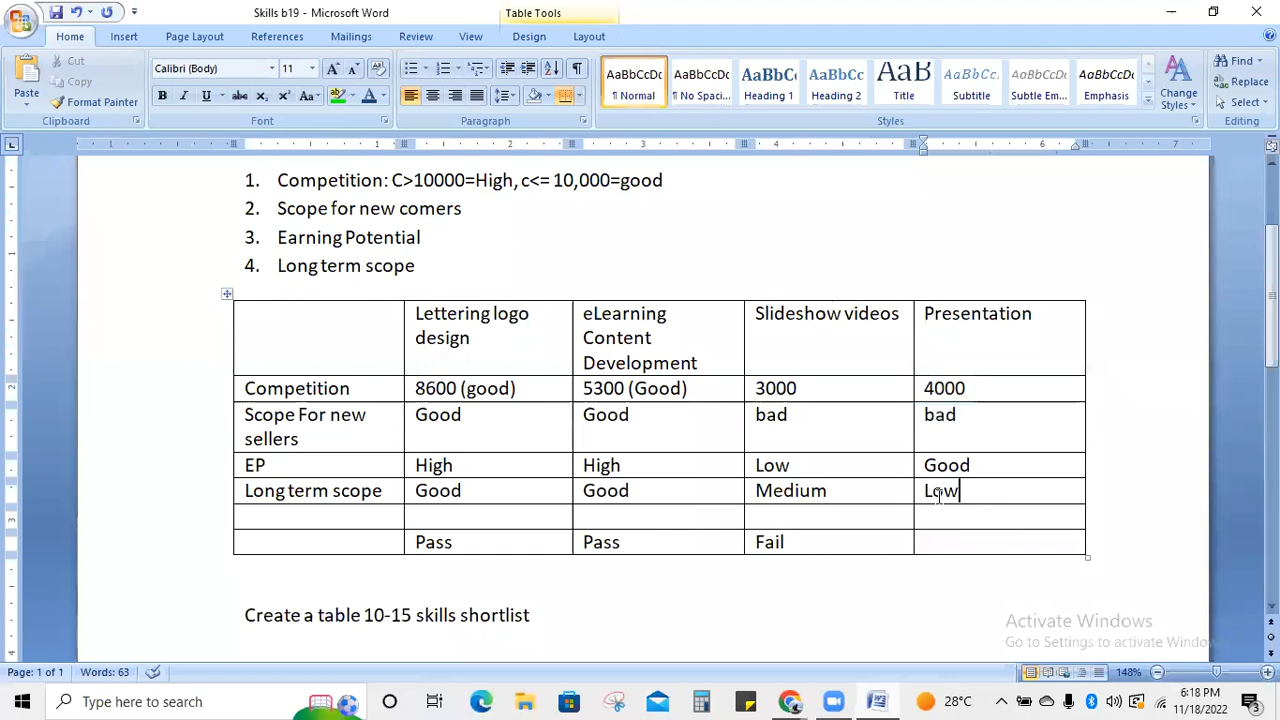 Skills b19 - Microsoft Word
Table Tools
Home
Insert
Page Layout
References
Mailings
Review
View
Design
Layout
Paste
Cut
Copy
Format Painter
Clipboard
Calibri (Body)
11
Font
Paragraph
AaBbCcDc
¶ Normal
AaBbCcDc
¶ No Spaci...
AaBbCc
Heading 1
AaBbCc
Heading 2
AaB
Title
AaBbCc.
Subtitle
AaBbCcDc
Subtle Em...
AaBbCcDc
Emphasis
Change
Styles
Styles
Find
Replace
Select
Editing
1. Competition: C>10000=High, c<= 10,000=good
2. Scope for new comers
3. Earning Potential
4. Long term scope
Lettering logo design
eLearning Content Development
Slideshow videos
Presentation
Competition
8600 (good)
5300 (Good)
3000
4000
Scope For new sellers
Good
Good
bad
bad
EP
High
High
Low
Good
Long term scope
Good
Good
Medium
Low
Pass
Pass
Fail
Create a table 10-15 skills shortlist
Activate Windows
Go to Settings to activate Windows.
Page: 1 of 1
Words: 63
148%
Type here to search
28°C
6:18 PM
11/18/2022